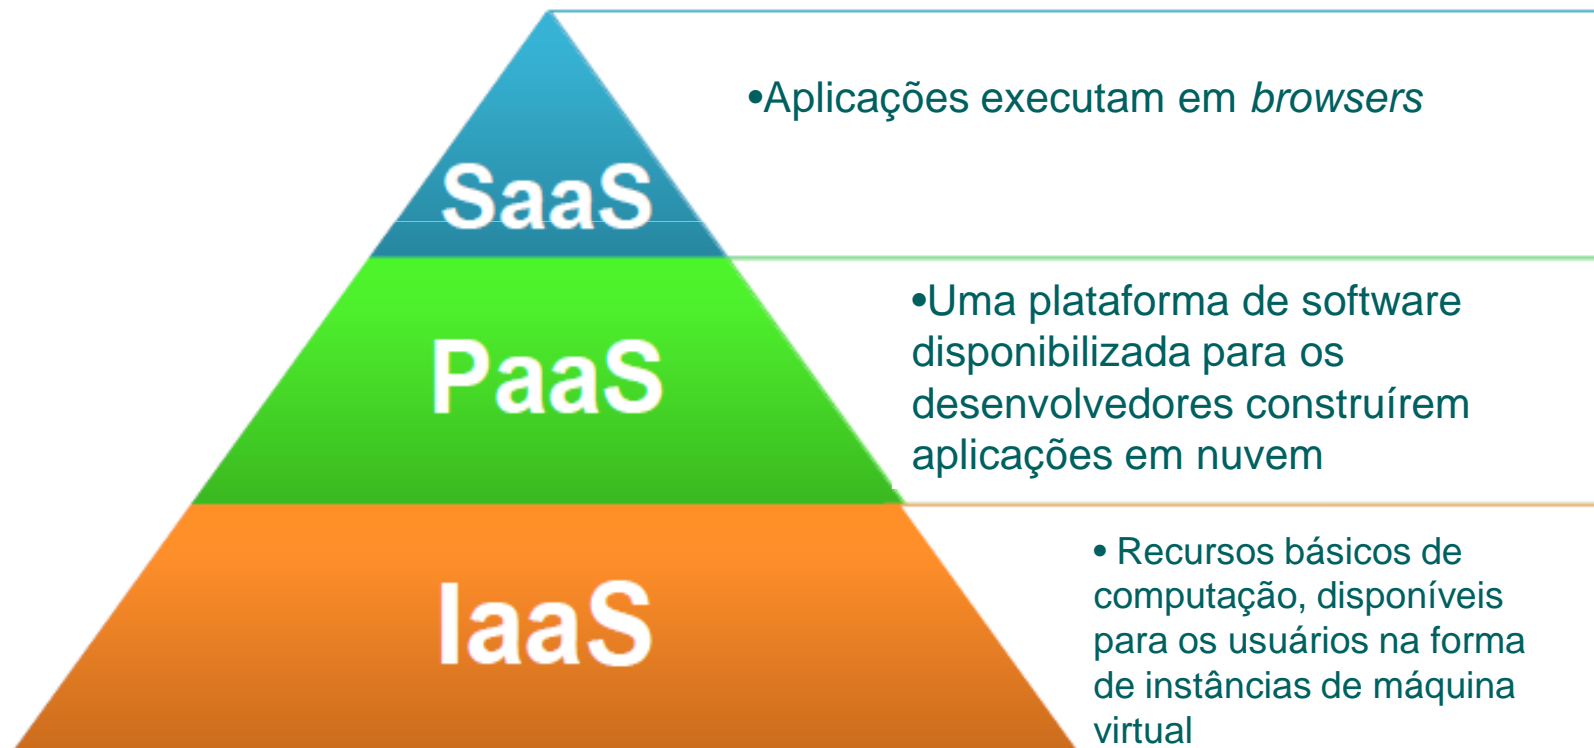 •Aplicações executam em browsers
SaaS
•Uma plataforma de software
disponibilizada para os
desenvolvedores construírem
aplicações em nuvem
PaaS
• Recursos básicos de
computação, disponíveis
para os usuários na forma
de instâncias de máquina
virtual
IaaS